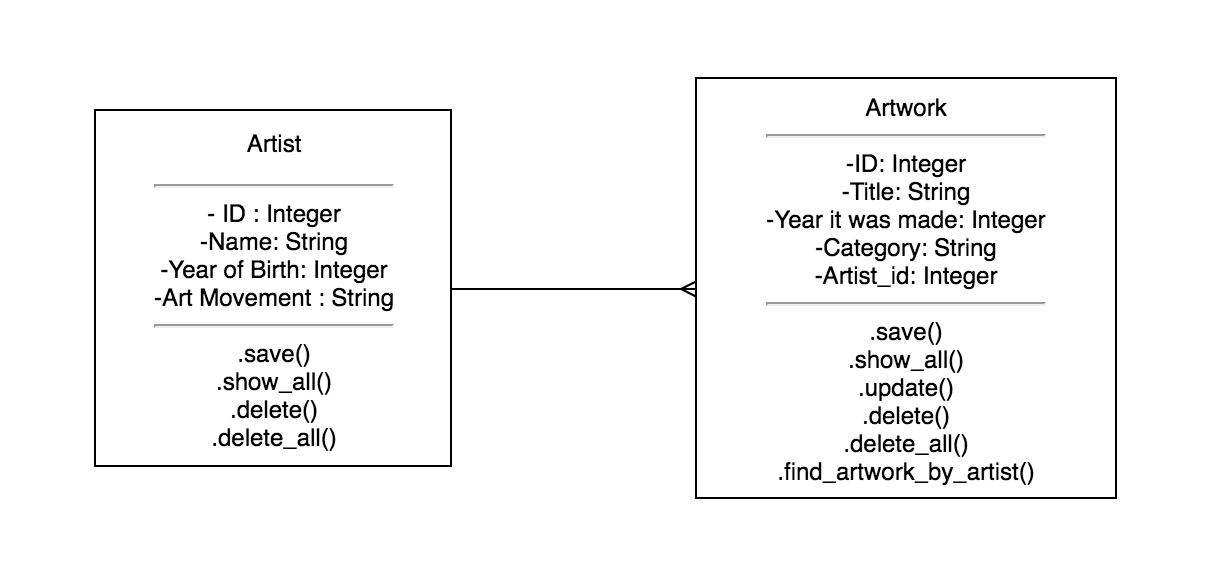 Artist
- ID : Integer
-Name: String
-Year of Birth: Integer
-Art Movement : String
.save()
.show_all()
.delete()
.delete_all()
Artwork
-ID: Integer
-Title: String
-Year it was made: Integer
-Category: String
-Artist_id: Integer
.save()
.show_all()
.update()
.delete()
.delete_all()
.find_artwork_by_artist()